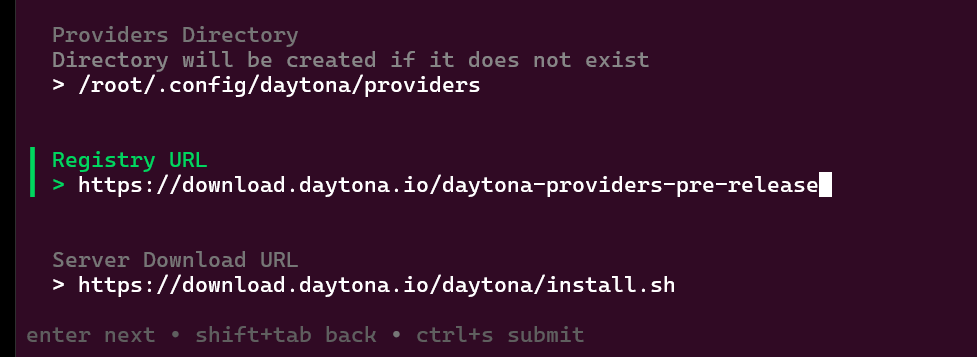 Providers Directory
Directory will be created if it does not exist
> /root/.config/daytona/providers
Registry URL
> https://download.daytona.io/daytona-providers-pre-release
Server Download URL
> https://download.daytona.io/daytona/install.sh
enter next • shift+tab back • ctrl+s submit